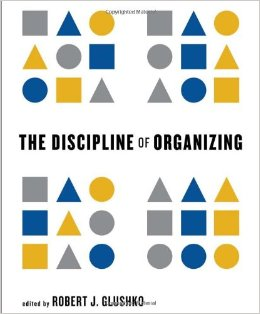 THE DISCIPLINE OF ORGANIZING
edited by ROBERT J. GLUSHKO